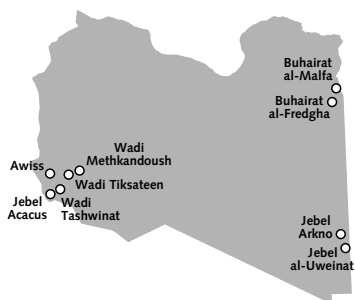 Buhairat
al-Malfa
Buhairat
al-Fredgha
Wadi
Methkandoush
Awiss
Wadi Tiksateen
Jebel
Acacus
Wadi
Tashwinat
Jebel
Arkno
Jebel
al-Uweinat